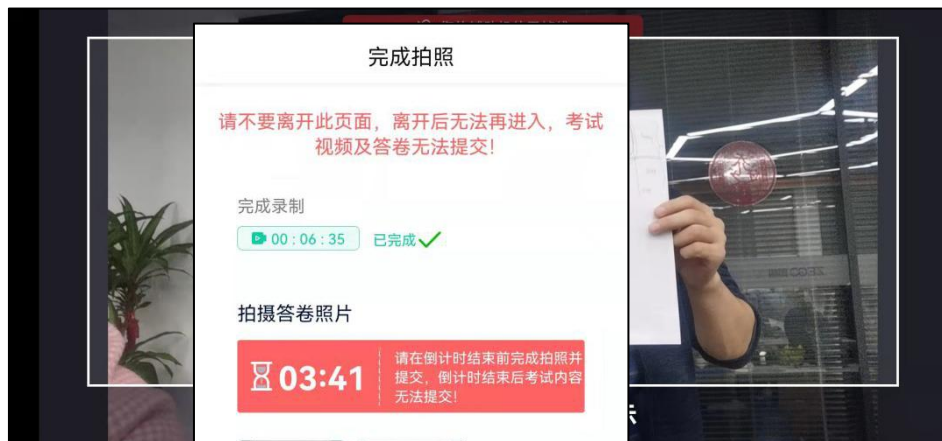 完成拍照
请不要离开此页面，离开后无法再进入，考试
视频及答卷无法提交！
完成录制
00：06：35 已完成
拍摄答卷照片
03:41
请在倒计时结束前完成拍照并
提交，倒计时结束后考试内容
无法提交！